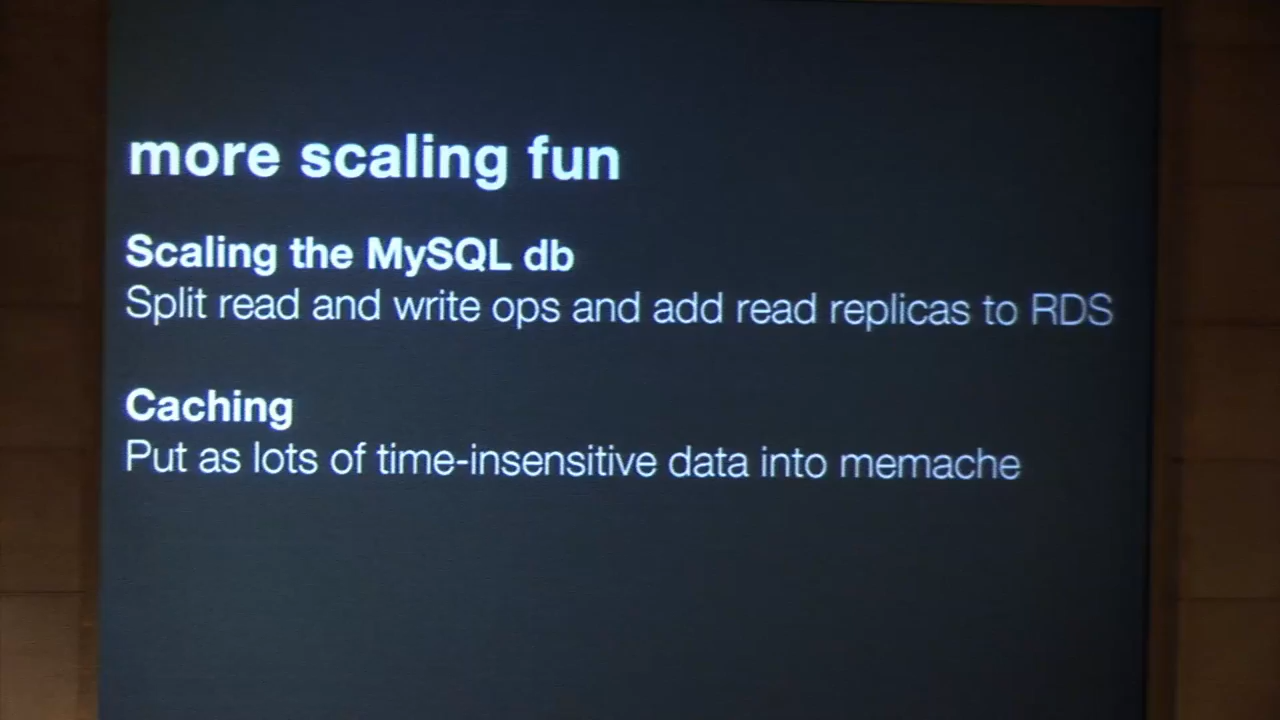 more scaling fun
Scaling the MySQL db
Split read and write ops and add read replicas to RDS
Caching
Put as lots of time-insensitive data into memache